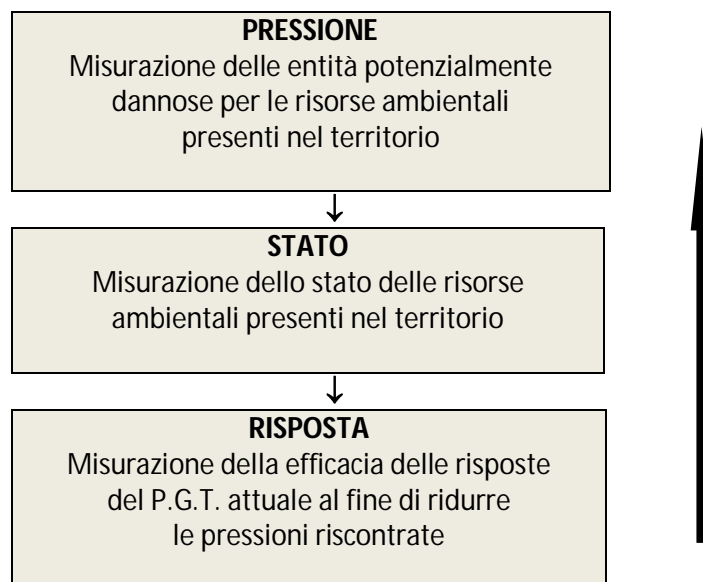 PRESSIONE
Misurazione delle entità potenzialmente
dannose per le risorse ambientali
presenti nel territorio
↓
STATO
Misurazione dello stato delle risorse
ambientali presenti nel territorio
↓
RISPOSTA
Misurazione della efficacia delle risposte
del P.G.T. attuale al fine di ridurre
le pressioni riscontrate